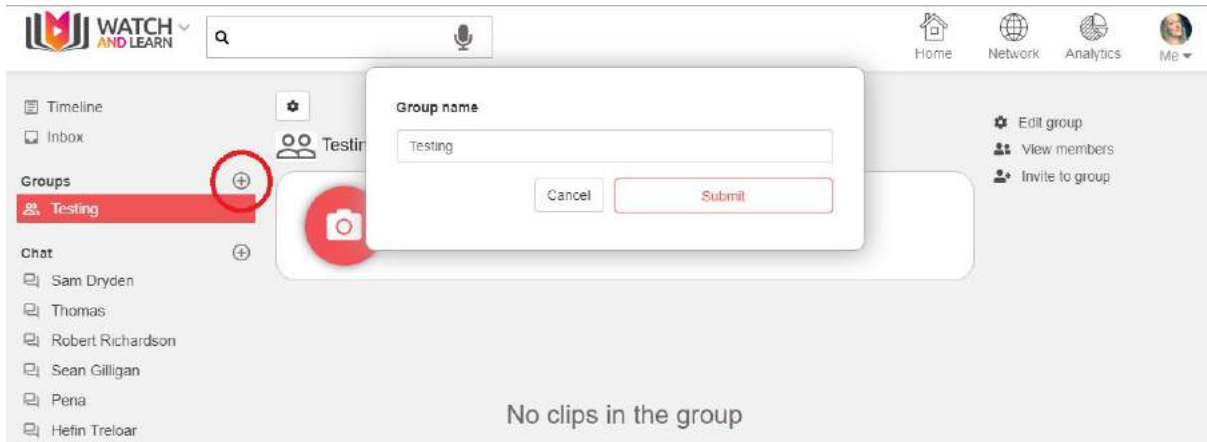 WATCH
AND LEARN
Home
Network
Analytics
Me
Timeline
Inbox
Groups
Testing
Chat
Sam Dryden
Thomas
Robert Richardson
Sean Gilligan
Pena
Hefin Treloar
Testin
Group name
Testing
Cancel
Submit
No clips in the group
Edit group
View members
Invite to group